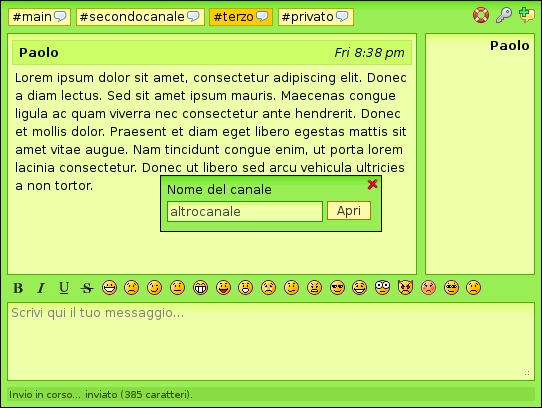 #main #secondocanale #terzo #privato
Paolo Fri 8:38 pm
Paolo
Lorem ipsum dolor sit amet, consectetur adipiscing elit. Donec
a diam lectus. Sed sit amet ipsum mauris. Maecenas congue
ligula ac quam viverra nec consectetur ante hendrerit. Donec
et mollis dolor. Praesent et diam eget libero egestas mattis sit
amet vitae augue. Nam tincidunt congue enim, ut porta lorem
lacinia consectetur. Donec ut libero sed arcu vehicula ultricies
a non tortor.
Nome del canale
altrocanale Apri
B I U S
Scrivi qui il tuo messaggio...
Invio in corso... inviato (385 caratteri).